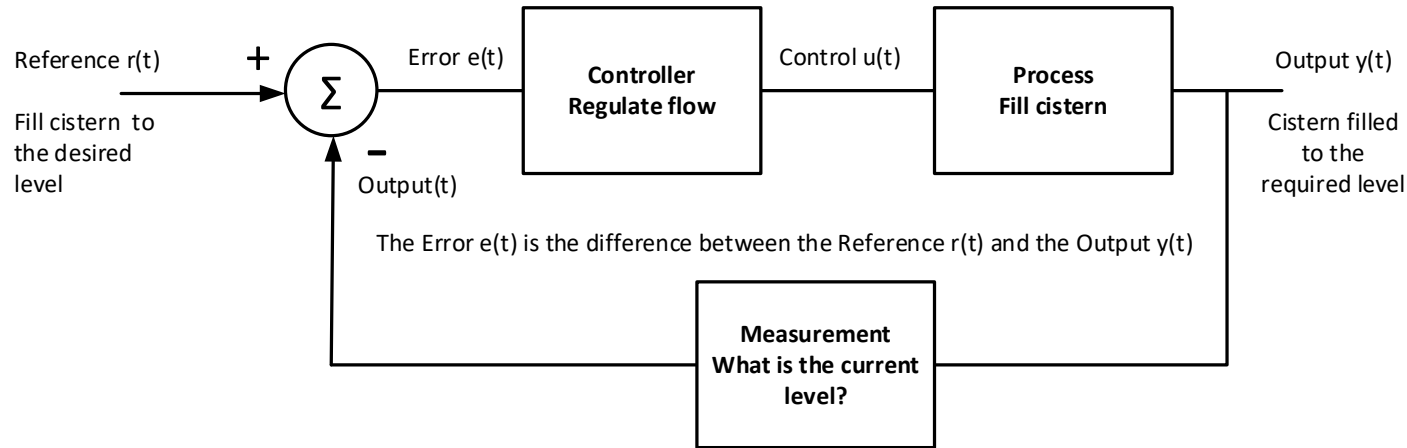 Reference r(t)
+
Σ
Error e(t)
Controller
Regulate flow
Control u(t)
Process
Fill cistern
Output y(t)
Fill cistern to
the desired
level
-
Output(t)
Cistern filled
to the
required level
The Error e(t) is the difference between the Reference r(t) and the Output y(t)
Measurement
What is the current
level?